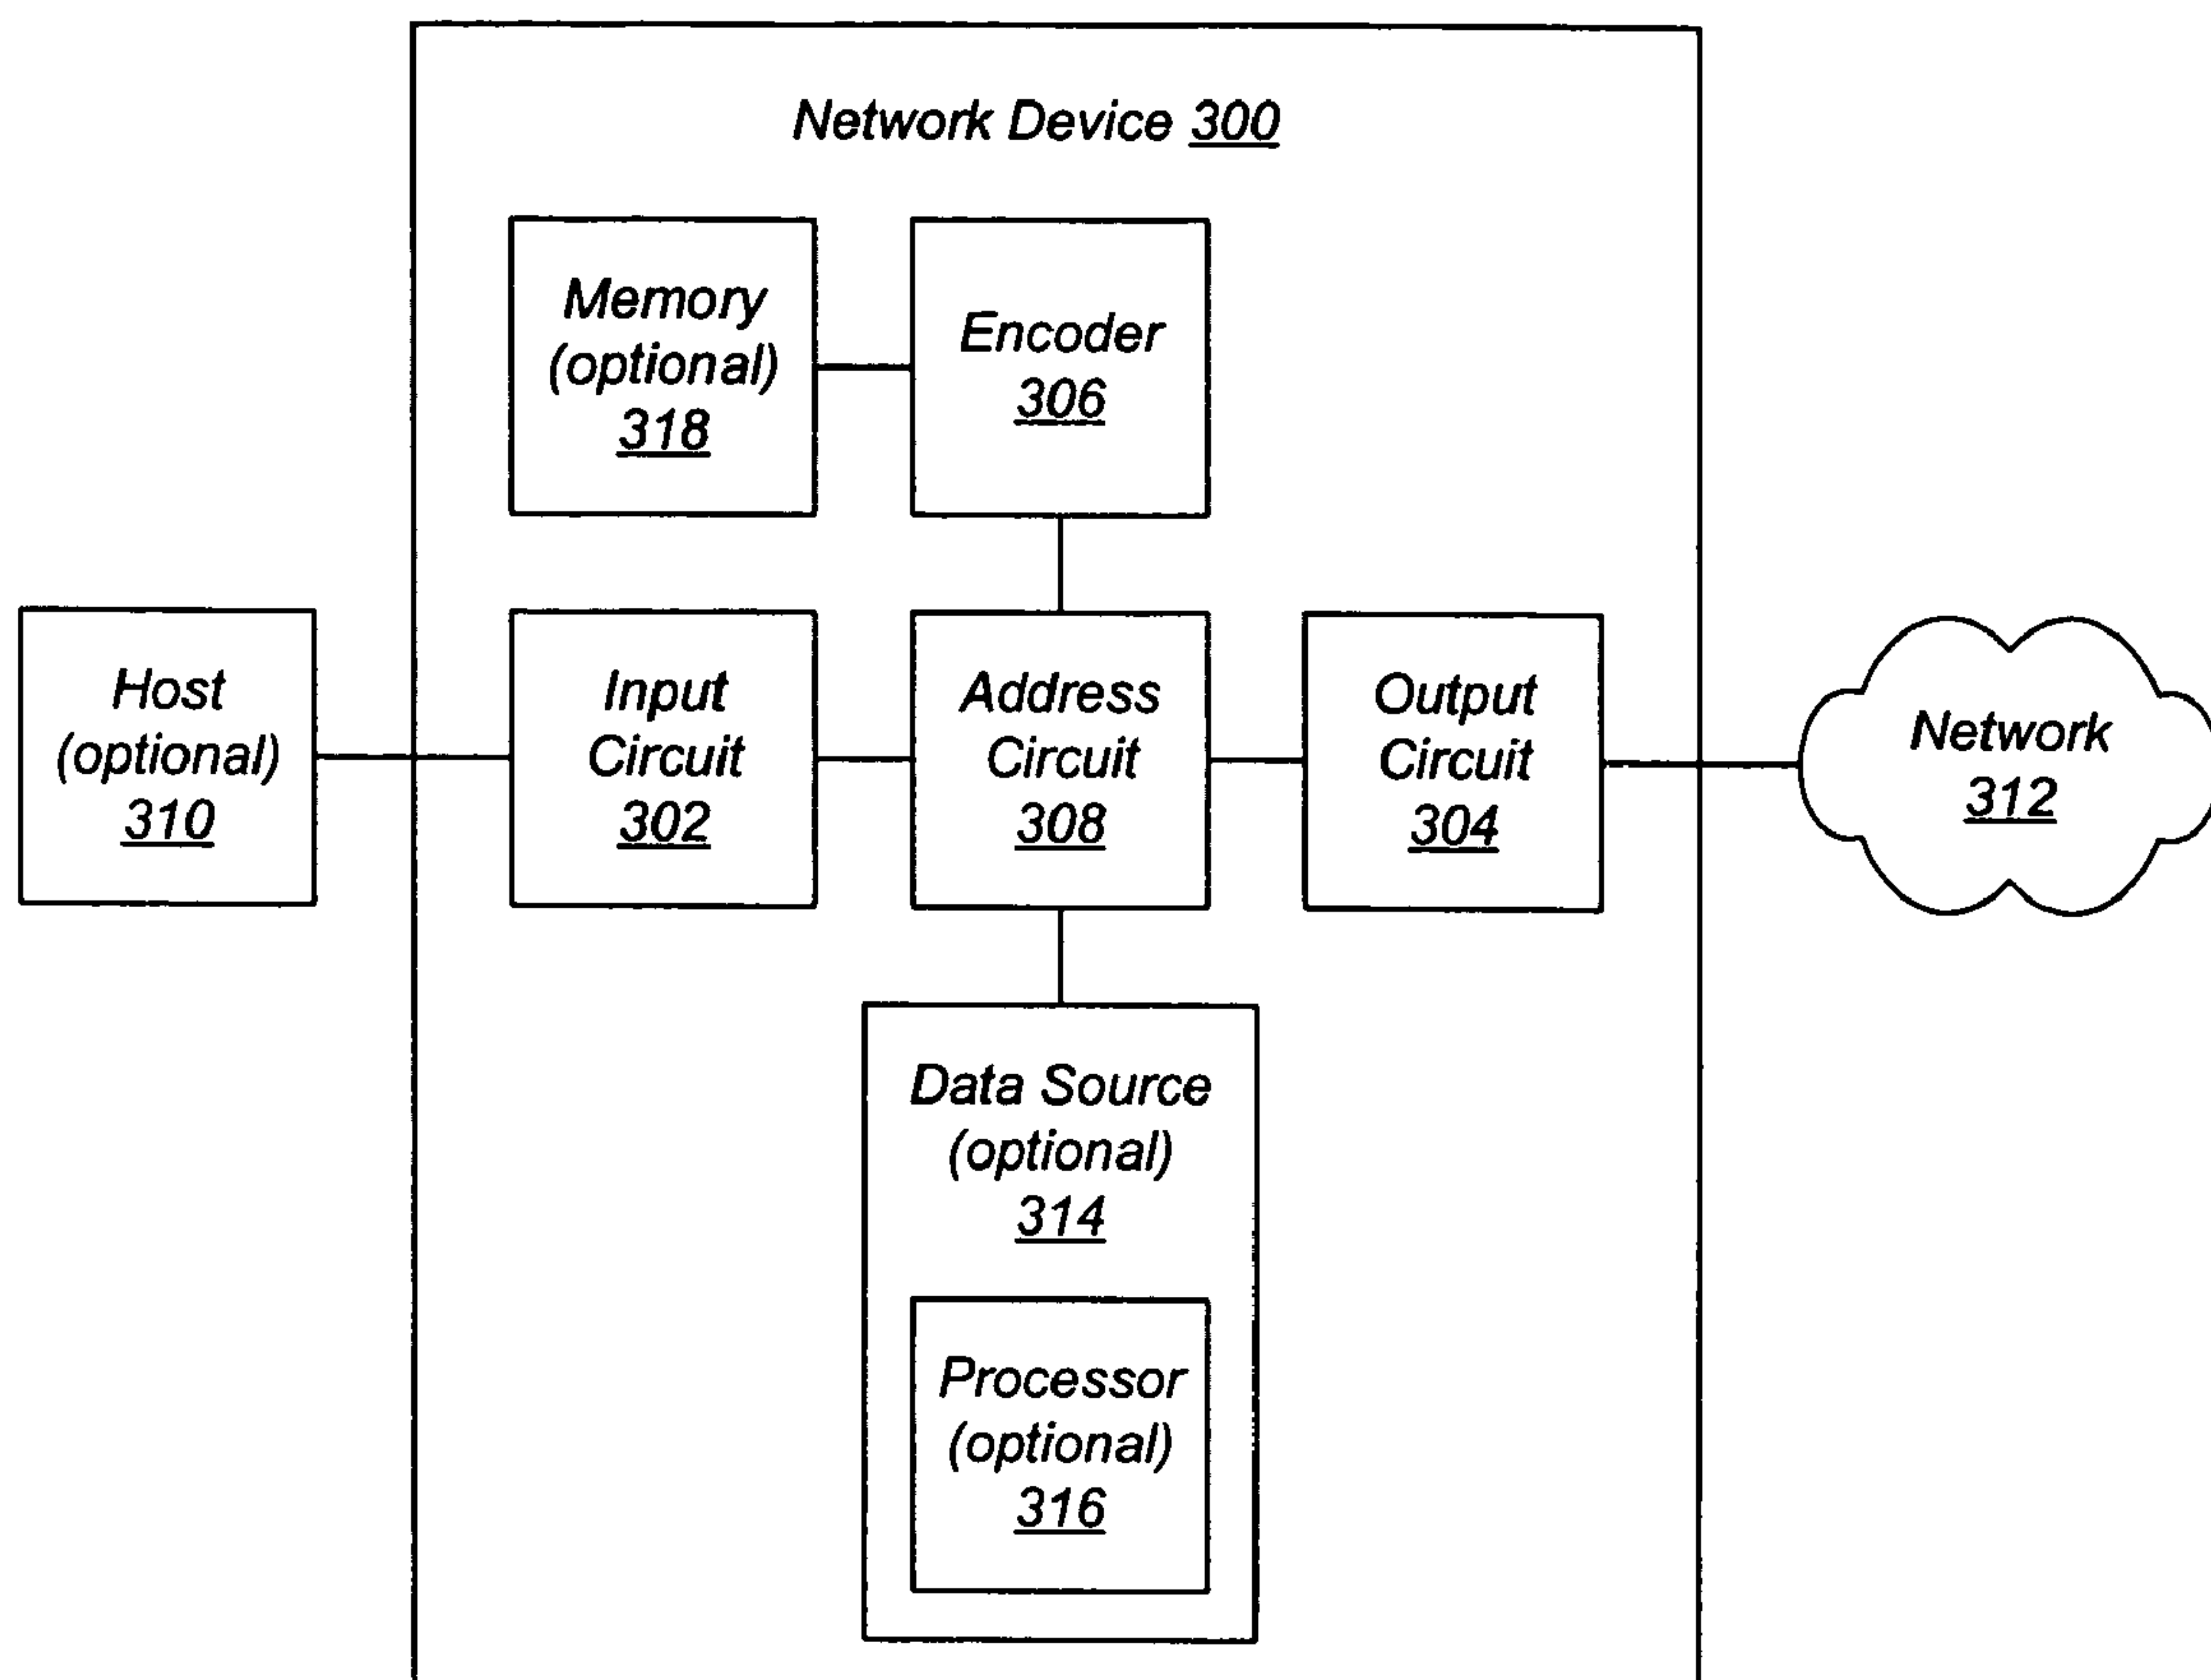 Network Device 300
Memory
(optional)
318
Encoder
306
Host
(optional)
310
Input
Circuit
302
Address
Circuit
308
Output
Circuit
304
Network
312
Data Source
(optional)
314
Processor
(optional)
316